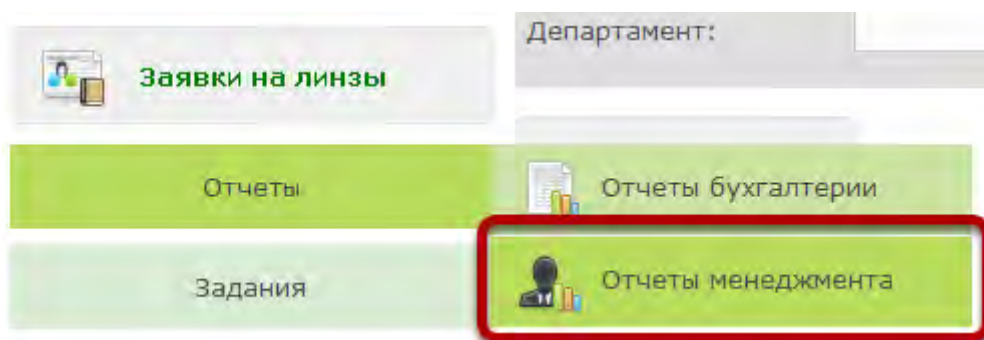 Департамент:
Заявки на линзы
Отчеты
Отчеты бухгалтерии
Задания
Отчеты менеджмента